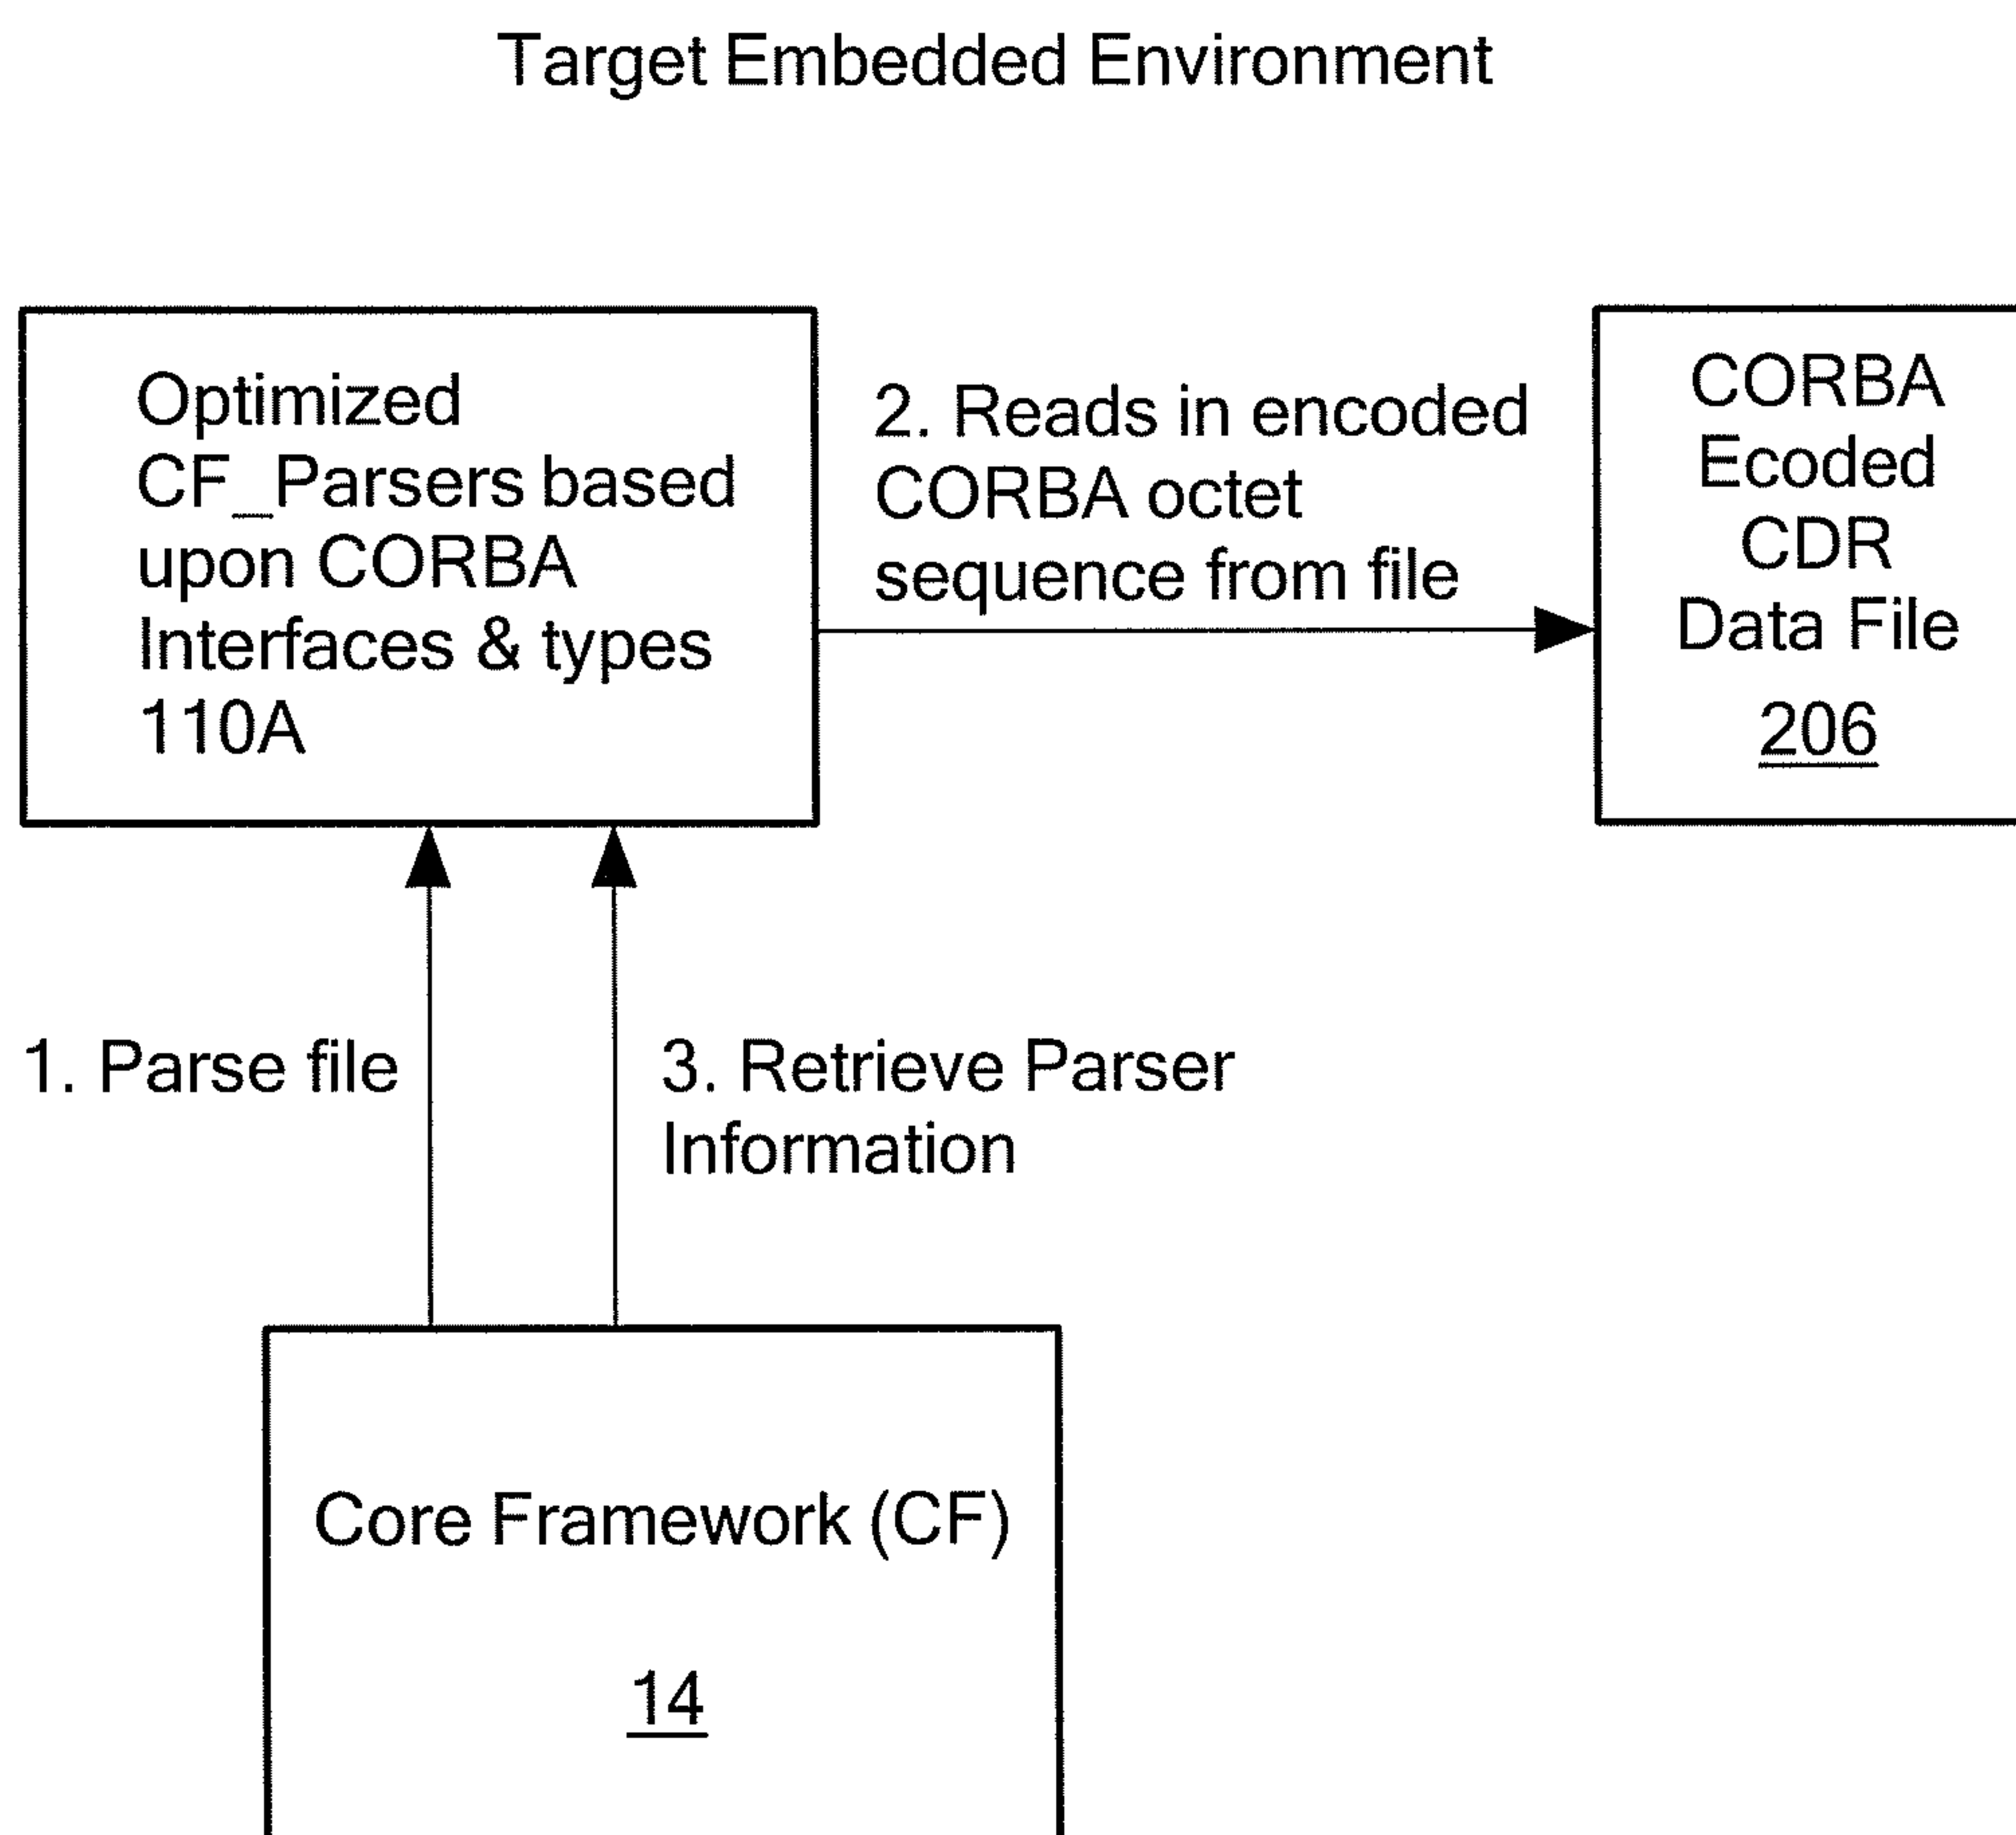 Target Embedded Environment
Optimized
CF_Parsers based
upon CORBA
Interfaces & types
110A
2. Reads in encoded
CORBA octet
sequence from file
CORBA
Ecoded
CDR
Data File
206
1. Parse file
3. Retrieve Parser
Information
Core Framework (CF)
14